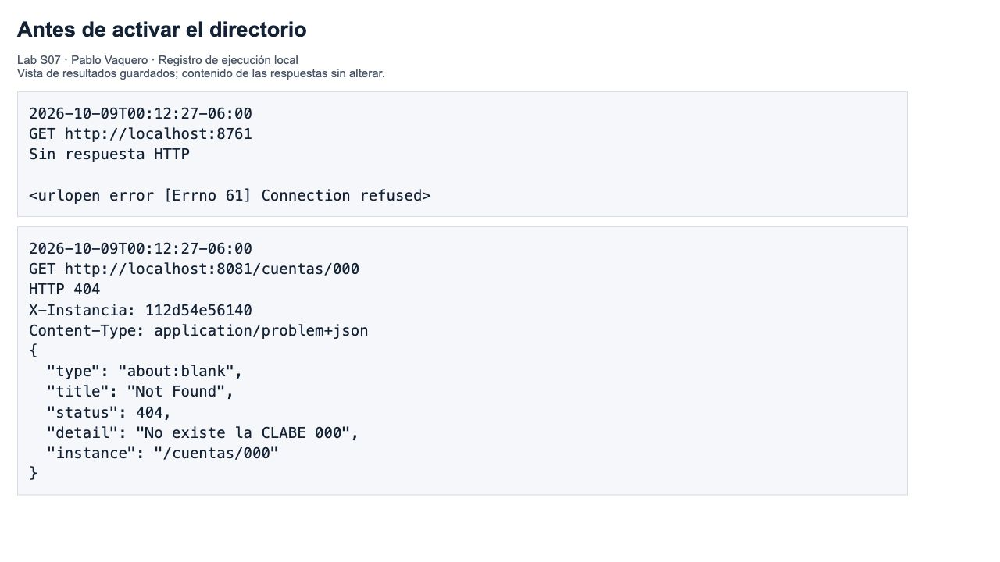 Antes de activar el directorio
Lab S07 · Pablo Vaquero · Registro de ejecución local
Vista de resultados guardados; contenido de las respuestas sin alterar.
2026-10-09T00:12:27-06:00
GET http://localhost:8761
Sin respuesta HTTP
<urlopen error [Errno 61] Connection refused>
2026-10-09T00:12:27-06:00
GET http://localhost:8081/cuentas/000
HTTP 404
X-Instancia: 112d54e56140
Content-Type: application/problem+json
{
  "type": "about:blank",
  "title": "Not Found",
  "status": 404,
  "detail": "No existe la CLABE 000",
  "instance": "/cuentas/000"
}